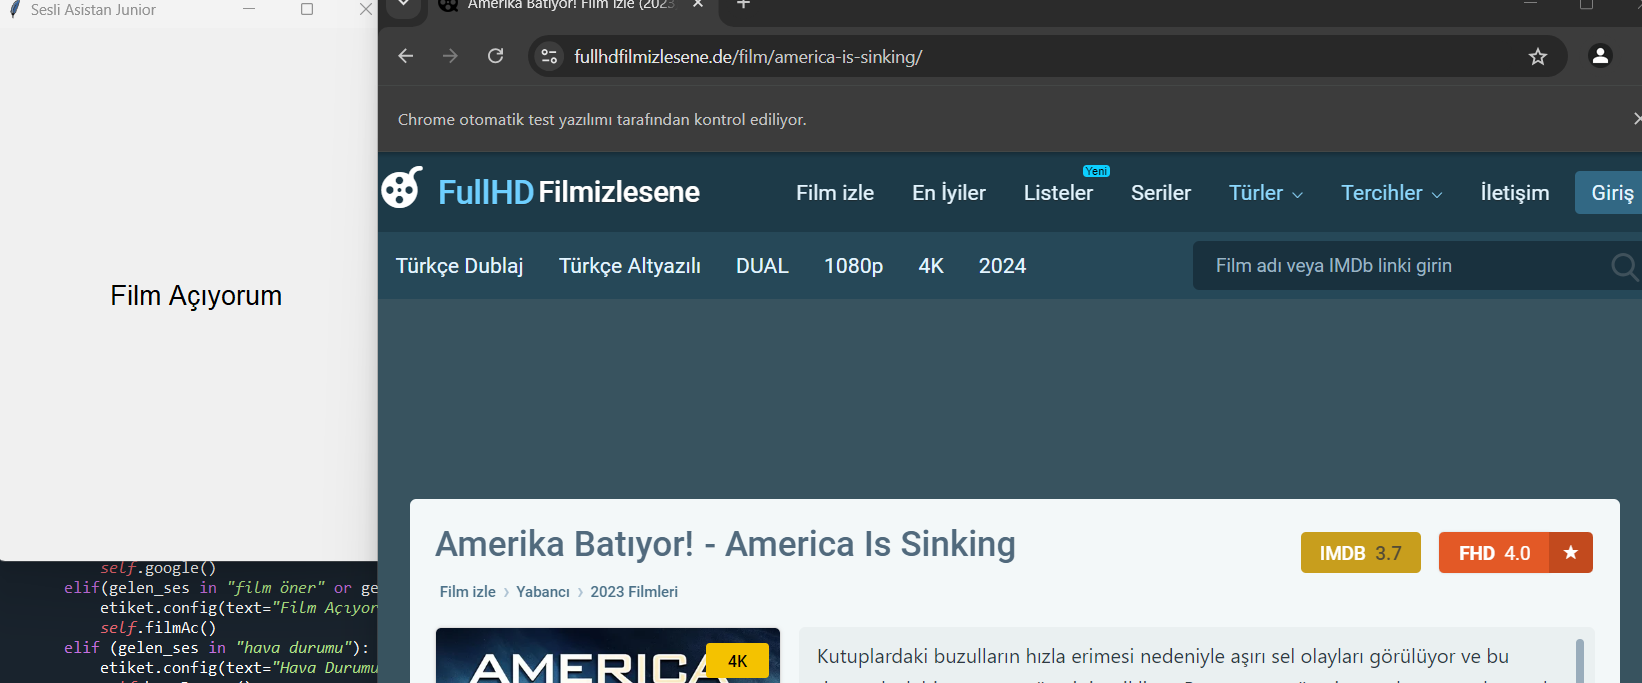 Sesli Asistan Junior
Amerika Batıyor! Film izle (2023
fullhdfilmizlesene.de/film/america-is-sinking/
Chrome otomatik test yazılımı tarafından kontrol ediliyor.
FullHD Filmizlesene
Film izle
En İyiler
Yeni
Listeler
Seriler
Türler
Tercihler
İletişim
Giriş
Türkçe Dublaj
Türkçe Altyazılı
DUAL
1080p
4K
2024
Film adı veya IMDb linki girin
Film Açıyorum
Amerika Batıyor! - America Is Sinking
IMDB 3.7
FHD 4.0
Film izle › Yabancı › 2023 Filmleri
4K
AMERICA
Kutuplardaki buzulların hızla erimesi nedeniyle aşırı sel olayları görülüyor ve bu
self.google()
elif(gelen_ses in "film öner" or ge
etiket.config(text="Film Açıyor
self.filmAc()
elif (gelen_ses in "hava durumu"):
etiket.config(text="Hava Durumu